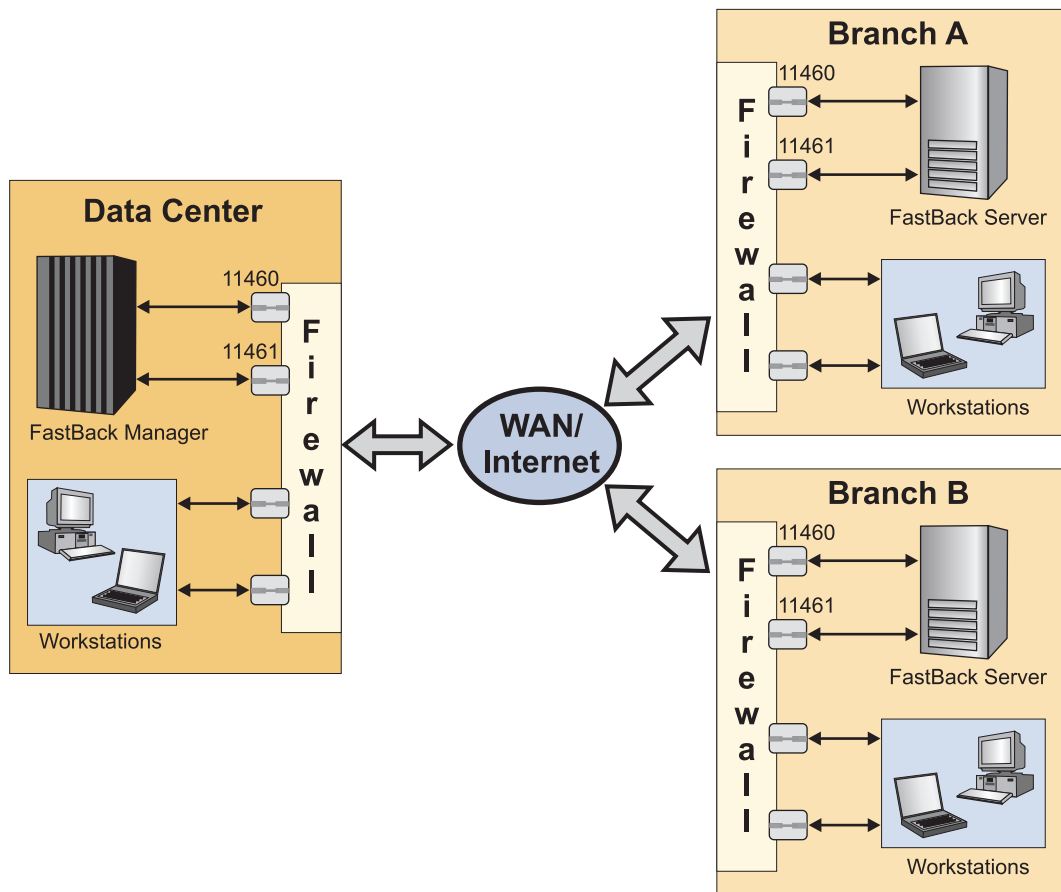 Data Center
11460
11461
FastBack Manager
Firewall
Workstations
WAN/
Internet
Branch A
11460
11461
Firewall
FastBack Server
Workstations
Branch B
11460
11461
Firewall
FastBack Server
Workstations